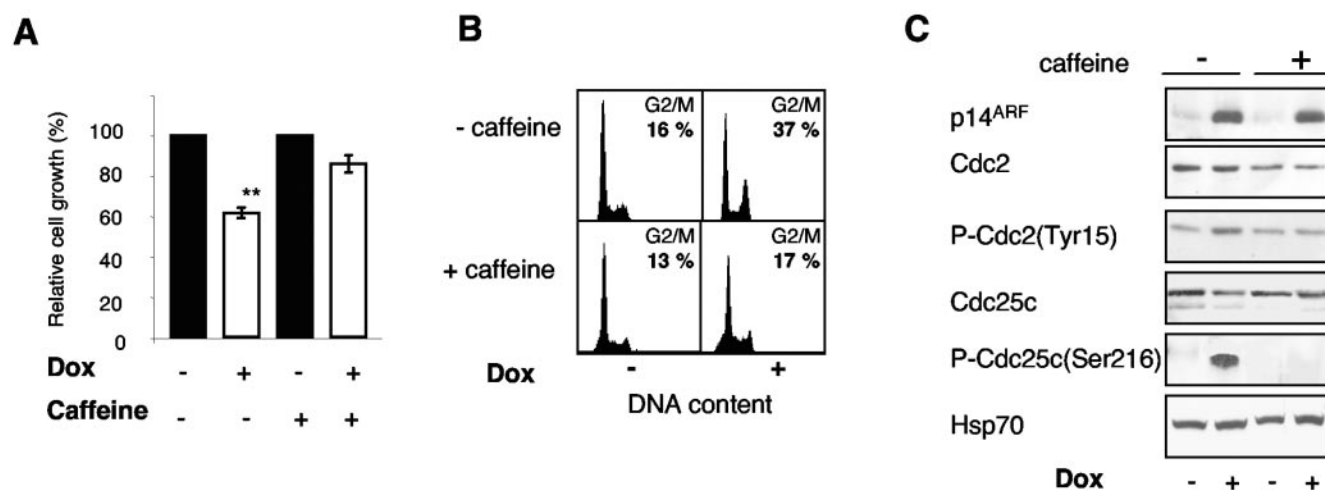 A
Relative cell growth (%)
100
80
60
40
20
0
**
Dox - + - +
Caffeine - - + +
B
- caffeine
G2/M
16 %
G2/M
37 %
+ caffeine
G2/M
13 %
G2/M
17 %
Dox - +
DNA content
C
caffeine - +
p14ARF
Cdc2
P-Cdc2(Tyr15)
Cdc25c
P-Cdc25c(Ser216)
Hsp70
Dox - + - +